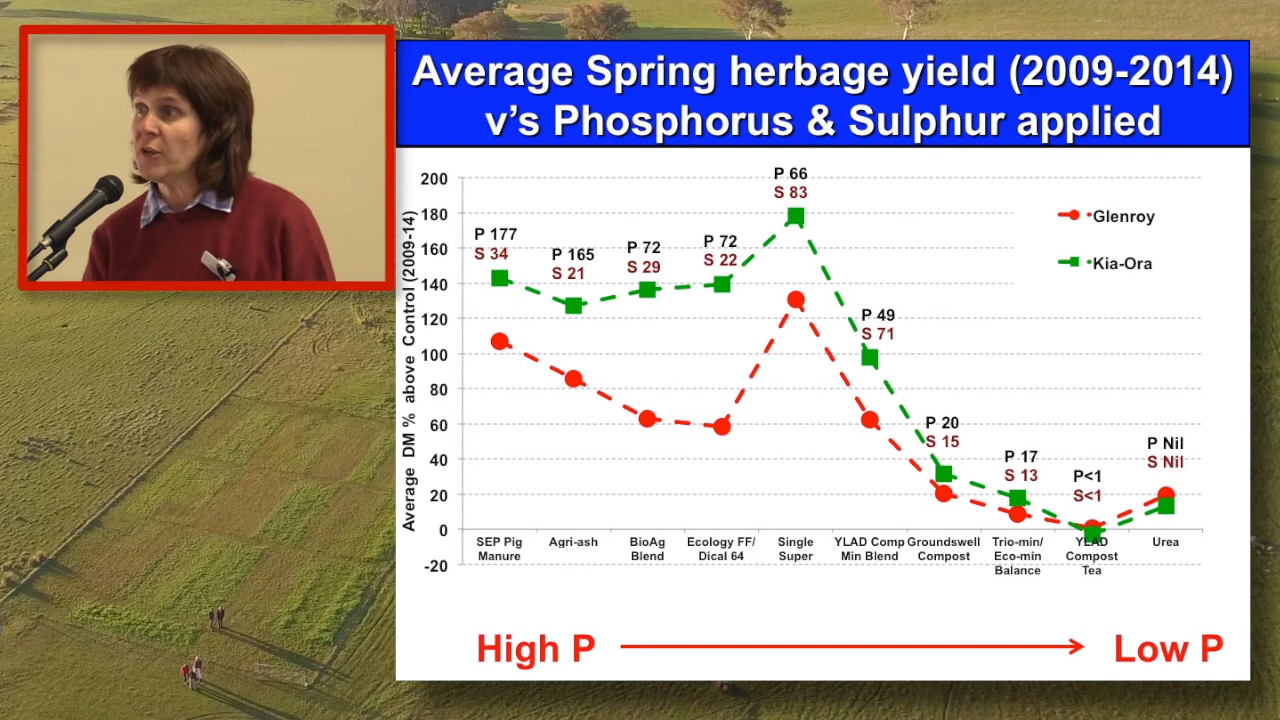 Average Spring herbage yield (2009-2014)
v's Phosphorus & Sulphur applied
Average DM % above Control (2009-14)
200
180
160
140
120
100
80
60
40
20
0
-20
P 177
S 34
P 165
S 21
P 72
S 29
P 72
S 22
P 66
S 83
P 49
S 71
P 20
S 15
P 17
S 13
P<1
S<1
P Nil
S Nil
Glenroy
Kia-Ora
SEP Pig
Manure
Agri-ash
BioAg
Blend
Ecology FF/
Dical 64
Single
Super
YLAD Comp
Min Blend
Groundswell
Compost
Trio-min/
Eco-min
Balance
YLAD
Compost
Tea
Urea
High P
Low P